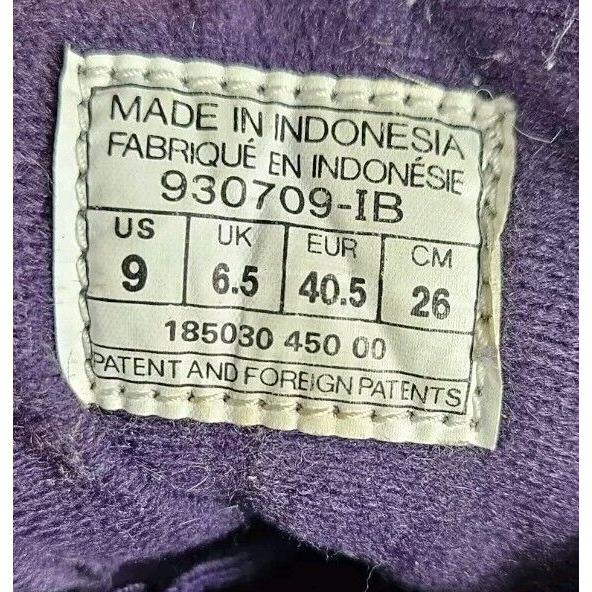 MADE IN INDONESIA
FABRIQUÉ EN INDONÉSIE
930709-IB
US UK EUR CM
9 6.5 40.5 26
185030 450 00
PATENT AND FOREIGN PATENTS